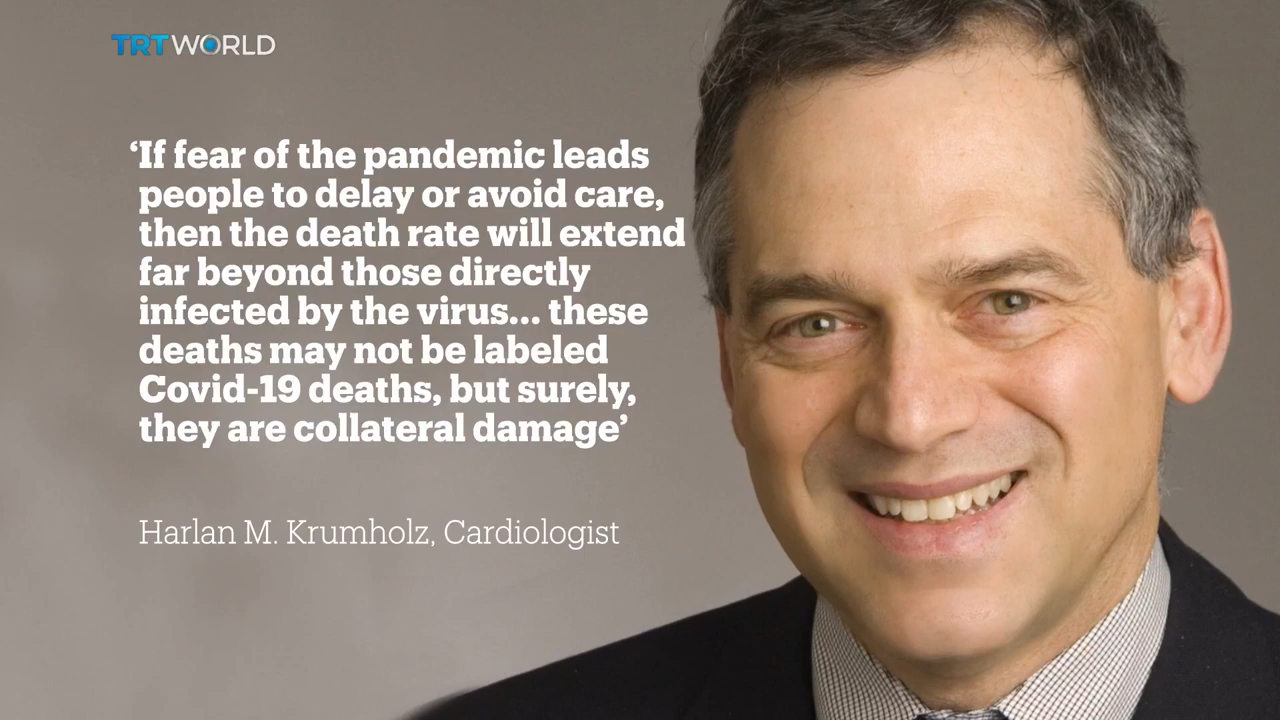 TRT WORLD
‘If fear of the pandemic leads
people to delay or avoid care,
then the death rate will extend
far beyond those directly
infected by the virus... these
deaths may not be labeled
Covid-19 deaths, but surely,
they are collateral damage’
Harlan M. Krumholz, Cardiologist